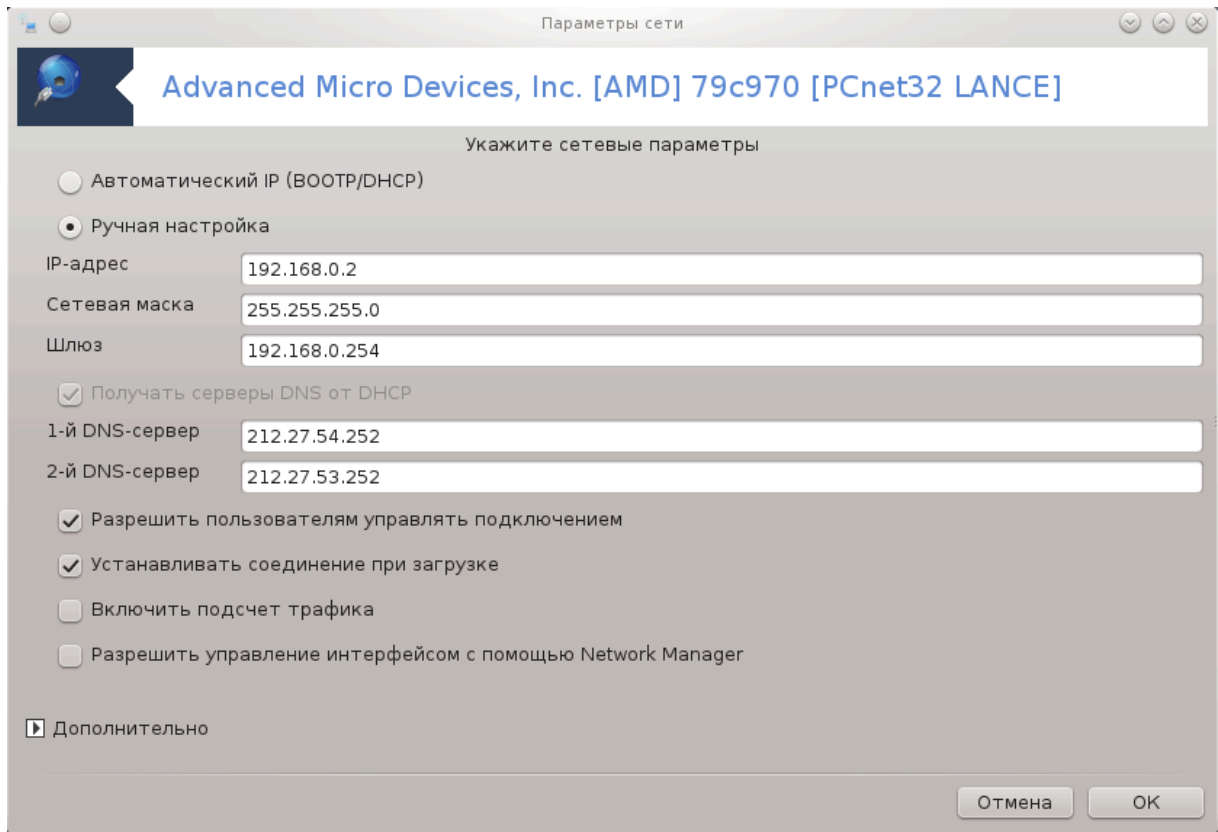 Параметры сети
Advanced Micro Devices, Inc. [AMD] 79c970 [PCnet32 LANCE]
Укажите сетевые параметры
Автоматический IP (BOOTP/DHCP)
Ручная настройка
IP-адрес 192.168.0.2
Сетевая маска 255.255.255.0
Шлюз 192.168.0.254
Получать серверы DNS от DHCP
1-й DNS-сервер 212.27.54.252
2-й DNS-сервер 212.27.53.252
Разрешить пользователям управлять подключением
Устанавливать соединение при загрузке
Включить подсчет трафика
Разрешить управление интерфейсом с помощью Network Manager
Дополнительно
Отмена OK